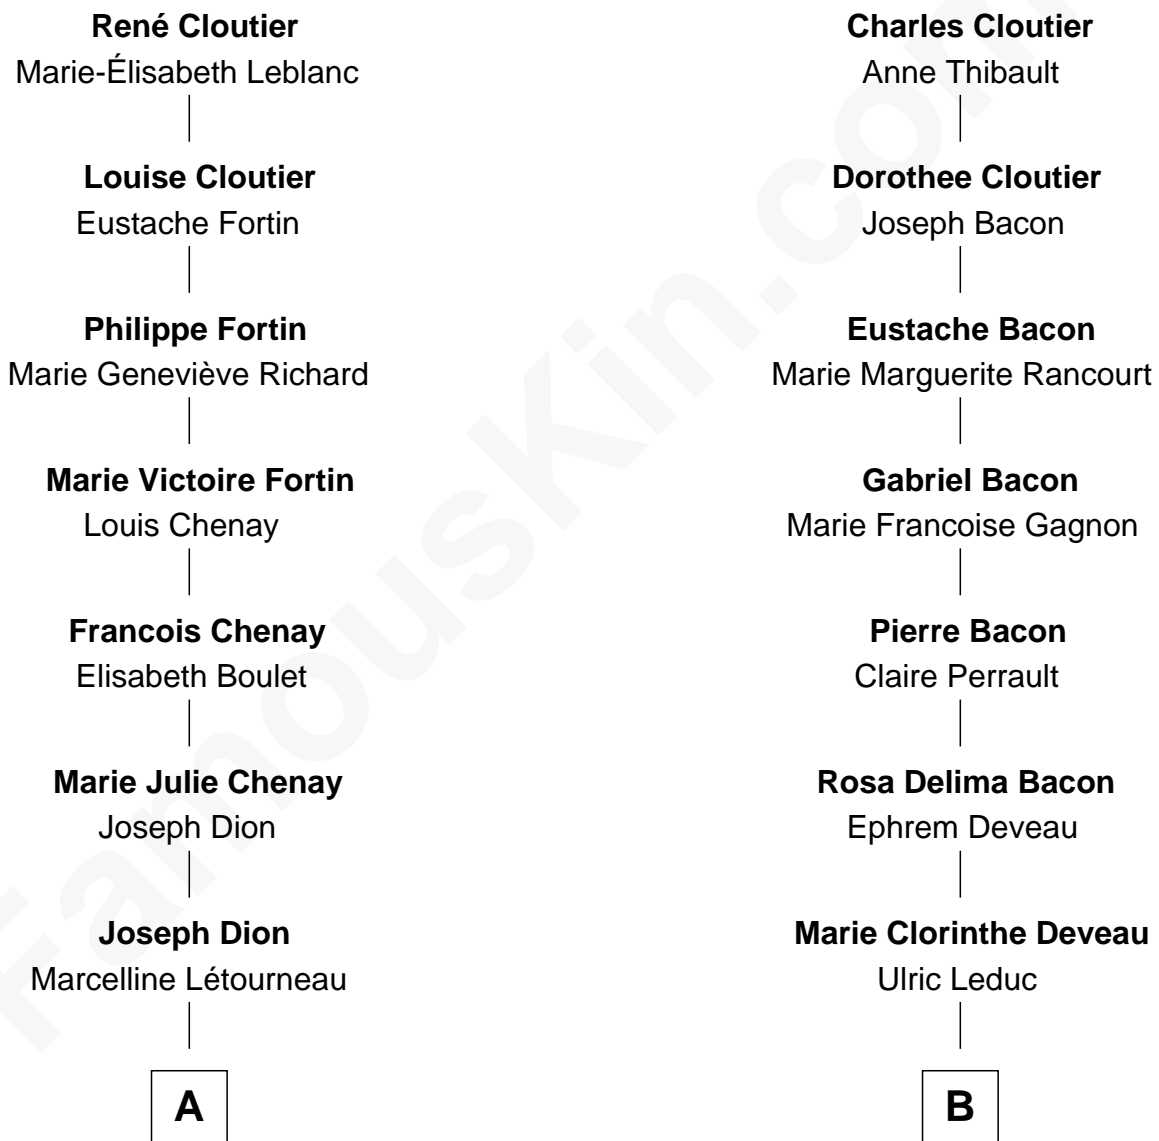 René Cloutier
Marie-Élisabeth Leblanc
Louise Cloutier
Eustache Fortin
Philippe Fortin
Marie Geneviève Richard
Marie Victoire Fortin
Louis Chenay
Francois Chenay
Elisabeth Boulet
Marie Julie Chenay
Joseph Dion
Joseph Dion
Marcelline Létourneau
A
Charles Cloutier
Anne Thibault
Dorothee Cloutier
Joseph Bacon
Eustache Bacon
Marie Marguerite Rancourt
Gabriel Bacon
Marie Francoise Gagnon
Pierre Bacon
Claire Perrault
Rosa Delima Bacon
Ephrem Deveau
Marie Clorinthe Deveau
Ulric Leduc
B
FamousKin.com